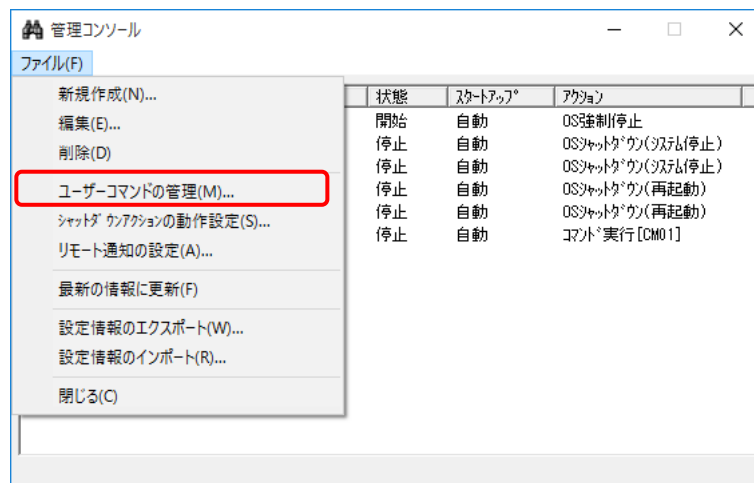 管理コンソール
ファイル(F)
新規作成(N)...
編集(E)...
削除(D)
ユーザーコマンドの管理(M)...
ｼｬｯﾄﾀﾞｳﾝｱｸｼｮﾝの動作設定(S)...
リモート通知の設定(A)...
最新の情報に更新(F)
設定情報のエクスポート(W)...
設定情報のインポート(R)...
閉じる(C)
状態 ｽﾀｰﾄｱｯﾌﾟ ｱｸｼｮﾝ
開始 自動 OS強制停止
停止 自動 OSｼｬｯﾄﾀﾞｳﾝ(ｼｽﾃﾑ停止)
停止 自動 OSｼｬｯﾄﾀﾞｳﾝ(ｼｽﾃﾑ停止)
停止 自動 OSｼｬｯﾄﾀﾞｳﾝ(再起動)
停止 自動 OSｼｬｯﾄﾀﾞｳﾝ(再起動)
停止 自動 ｺﾏﾝﾄﾞ実行[CM01]